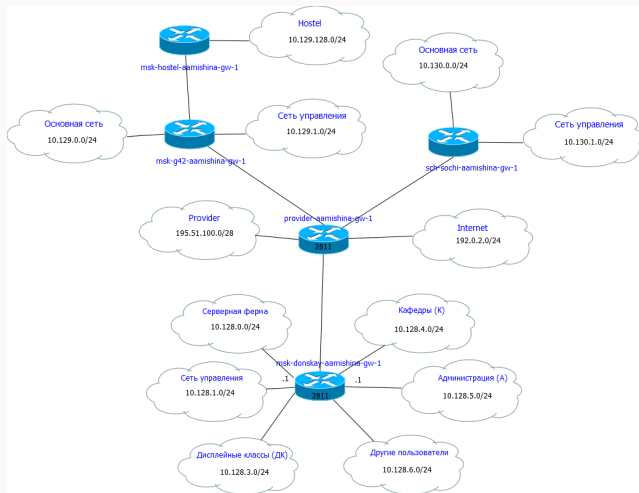 Hostel
10.129.128.0/24
msk-hostel-aamishina-gw-1
Основная сеть
10.130.0.0/24
Основная сеть
10.129.0.0/24
Сеть управления
10.129.1.0/24
msk-g42-aamishina-gw-1
Сеть управления
10.130.1.0/24
sch-sochi-aamishina-gw-1
Provider
195.51.100.0/28
provider-aamishina-gw-1
2811
Internet
192.0.2.0/24
Серверная ферма
10.128.0.0/24
Кафедры (К)
10.128.4.0/24
msk-donskay-aamishina-gw-1
.1
.1
2811
Сеть управления
10.128.1.0/24
Администрация (А)
10.128.5.0/24
Дисплейные классы (ДК)
10.128.3.0/24
Другие пользователи
10.128.6.0/24